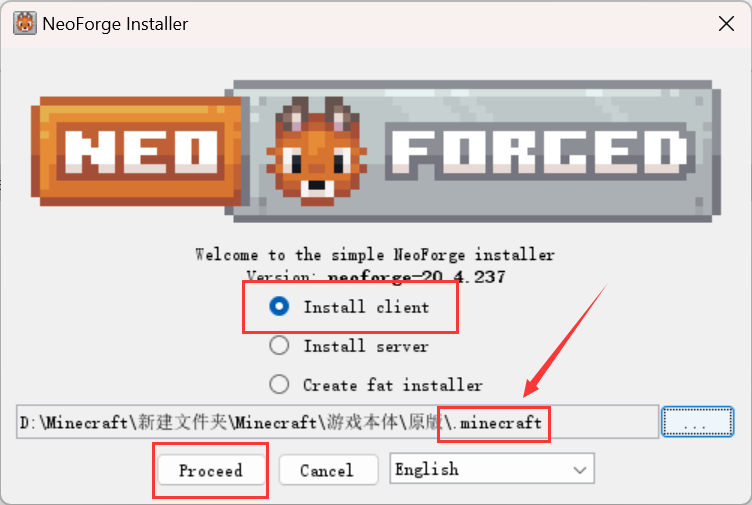 NeoForge Installer
NEO FORGED
Welcome to the simple NeoForge installer
Version: neoforge-20.4.237
Install client
Install server
Create fat installer
D:\Minecraft\新建文件夹\Minecraft\游戏本体\原版\.minecraft
...
Proceed
Cancel
English